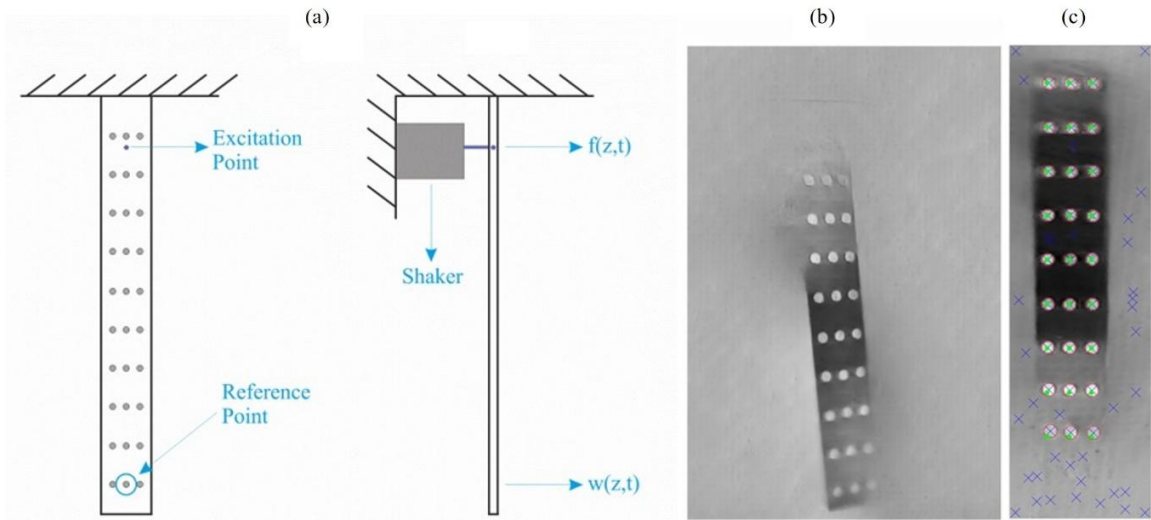 (a)
(b)
(c)
Excitation
Point
f(z,t)
Shaker
Reference
Point
w(z,t)